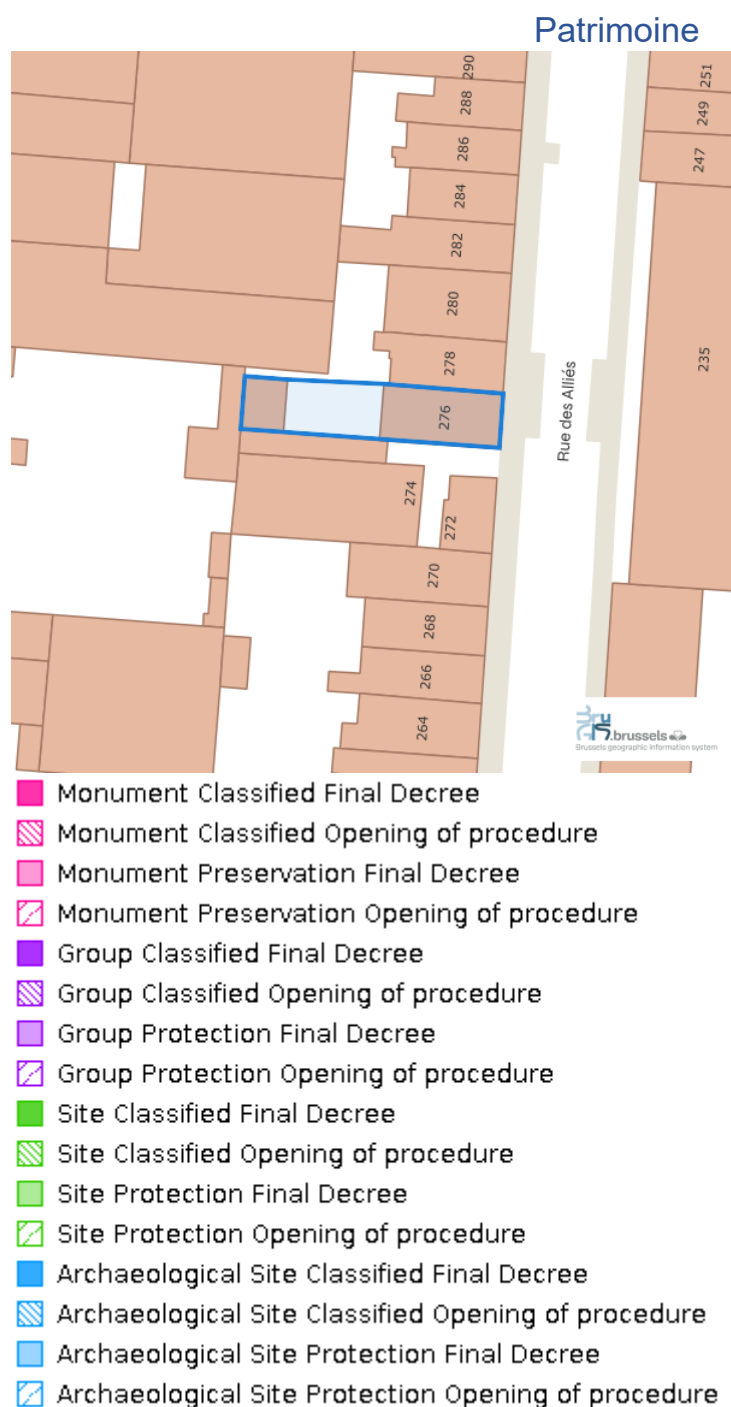 Patrimoine
290
288
286
284
282
280
278
276
274
272
270
268
266
264
251
249
247
235
Rue des Alliés
.brussels
Brussels geographic information system
Monument Classified Final Decree
Monument Classified Opening of procedure
Monument Preservation Final Decree
Monument Preservation Opening of procedure
Group Classified Final Decree
Group Classified Opening of procedure
Group Protection Final Decree
Group Protection Opening of procedure
Site Classified Final Decree
Site Classified Opening of procedure
Site Protection Final Decree
Site Protection Opening of procedure
Archaeological Site Classified Final Decree
Archaeological Site Classified Opening of procedure
Archaeological Site Protection Final Decree
Archaeological Site Protection Opening of procedure